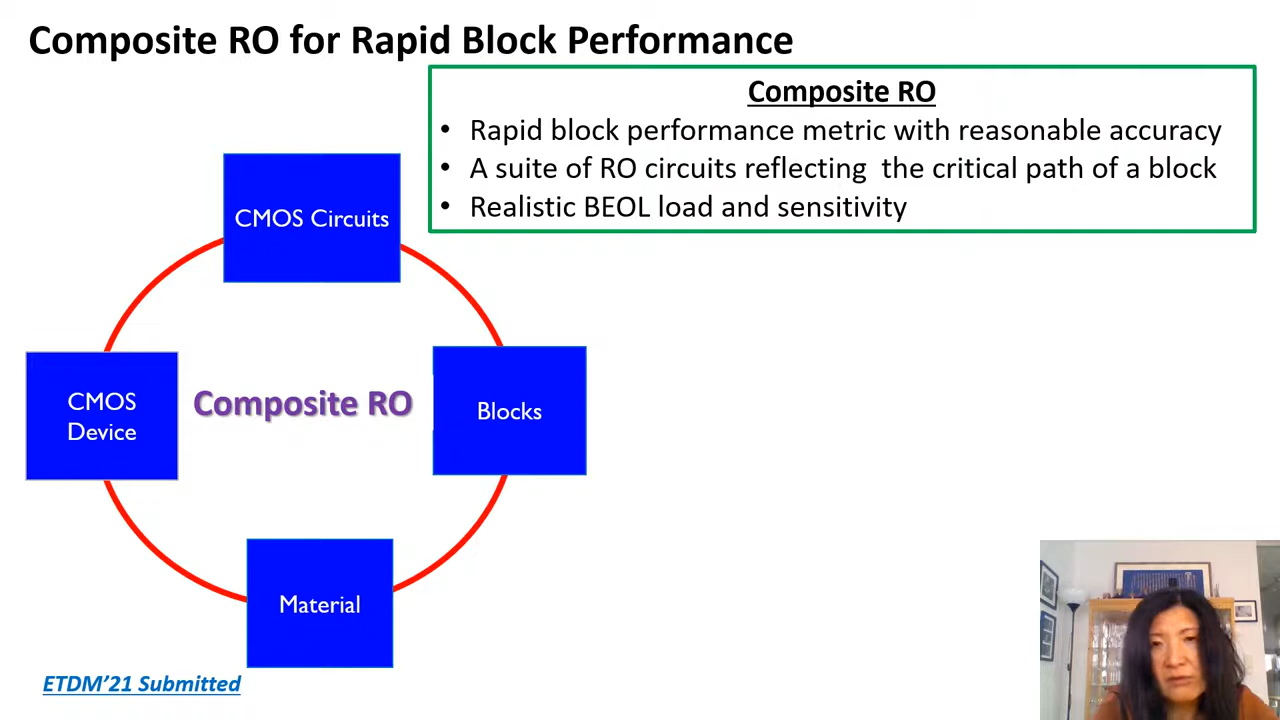 Composite RO for Rapid Block Performance
Composite RO
• Rapid block performance metric with reasonable accuracy
• A suite of RO circuits reflecting the critical path of a block
• Realistic BEOL load and sensitivity
CMOS Circuits
CMOS
Device
Composite RO
Blocks
Material
ETDM’21 Submitted